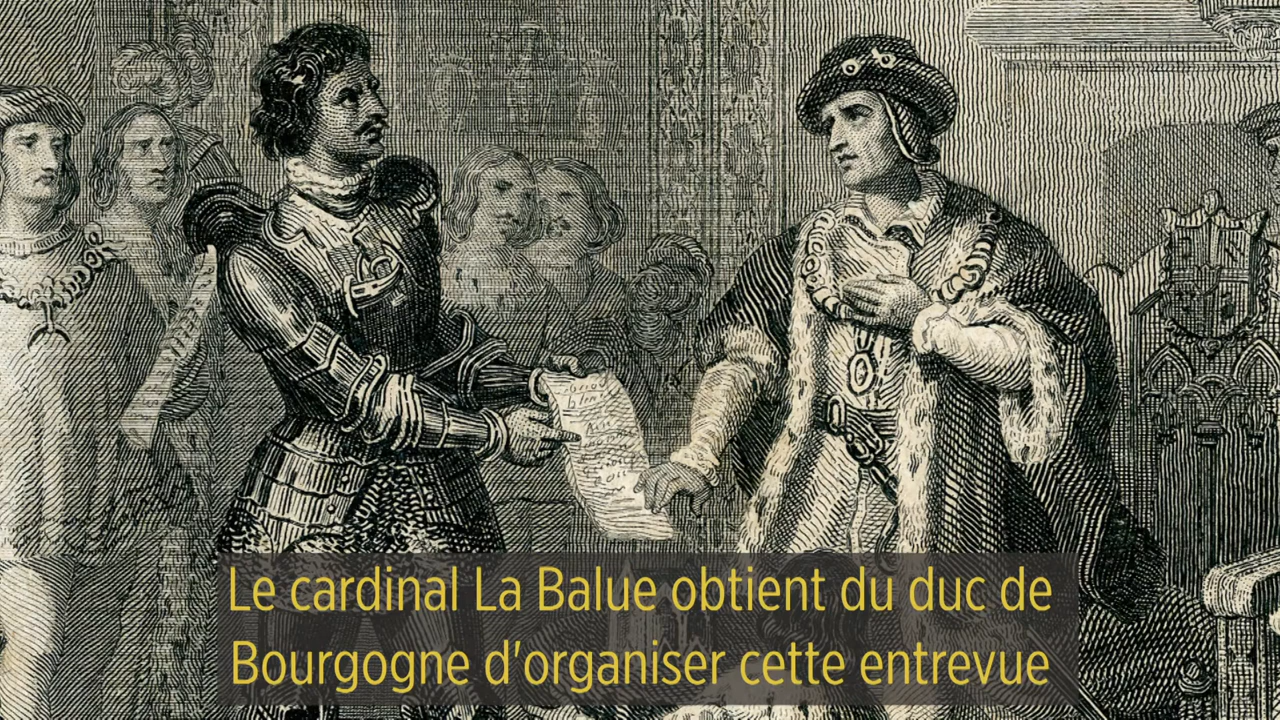 Le cardinal La Balue obtient du duc de
Bourgogne d'organiser cette entrevue